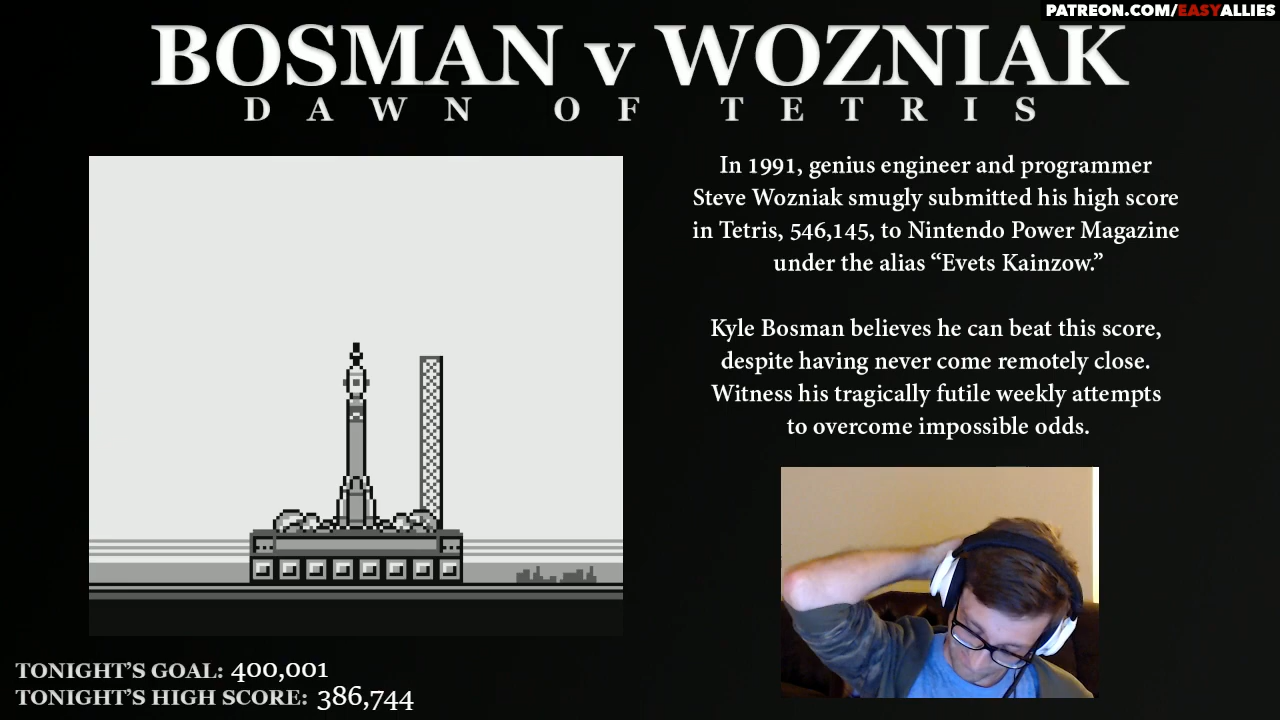 PATREON.COM/EASYALLIES
BOSMAN v WOZNIAK
DAWN OF TETRIS
In 1991, genius engineer and programmer
Steve Wozniak smugly submitted his high score
in Tetris, 546,145, to Nintendo Power Magazine
under the alias “Evets Kainzow.”
Kyle Bosman believes he can beat this score,
despite having never come remotely close.
Witness his tragically futile weekly attempts
to overcome impossible odds.
TONIGHT’S GOAL: 400,001
TONIGHT’S HIGH SCORE: 386,744